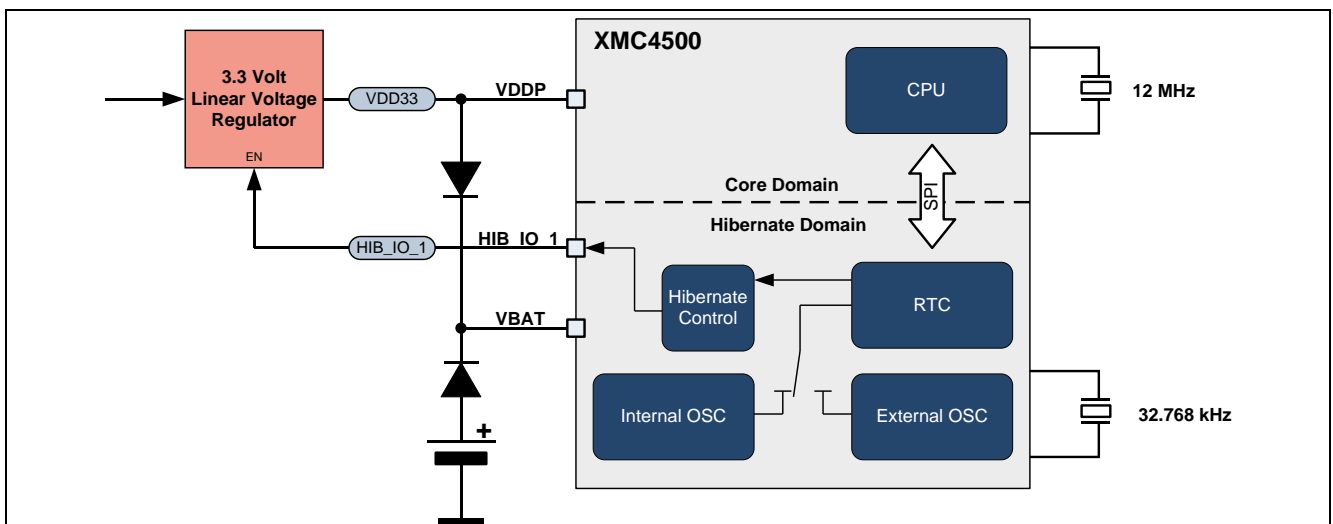 XMC4500
3.3 Volt
Linear Voltage
Regulator
EN
VDD33
VDDP
CPU
12 MHz
Core Domain
SPI
Hibernate Domain
HIB_IO_1
HIB_IO_1
Hibernate
Control
RTC
VBAT
Internal OSC
External OSC
32.768 kHz
+